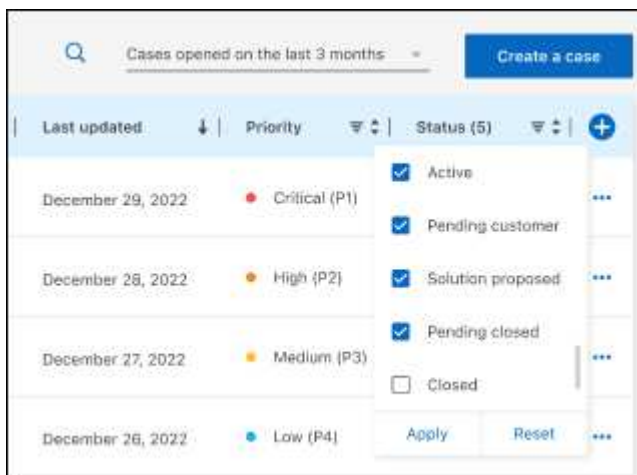 Cases opened on the last 3 months
Create a case
Last updated
Priority
Status (5)
Active
December 29, 2022
Critical (P1)
Pending customer
December 28, 2022
High (P2)
Solution proposed
Pending closed
December 27, 2022
Medium (P3)
Closed
December 26, 2022
Low (P4)
Apply
Reset